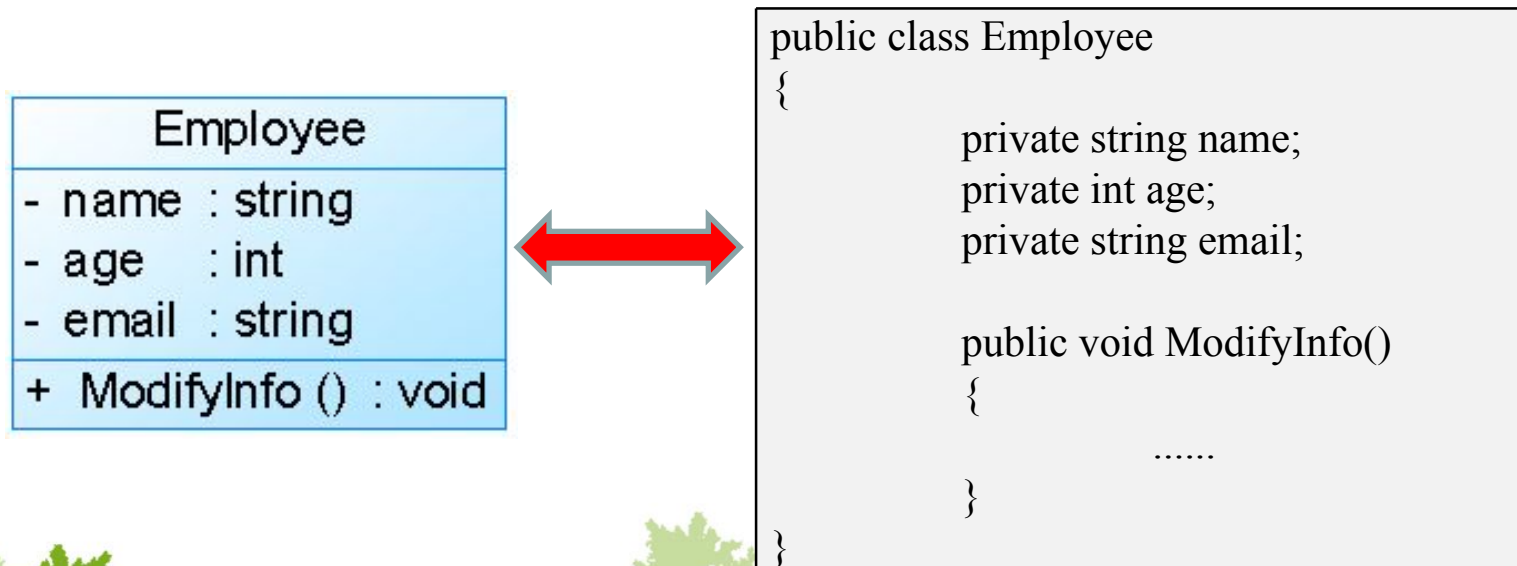 Employee
- name : string
- age : int
- email : string
+ ModifyInfo () : void
public class Employee
{
private string name;
private int age;
private string email;
public void ModifyInfo()
{
......
}
}